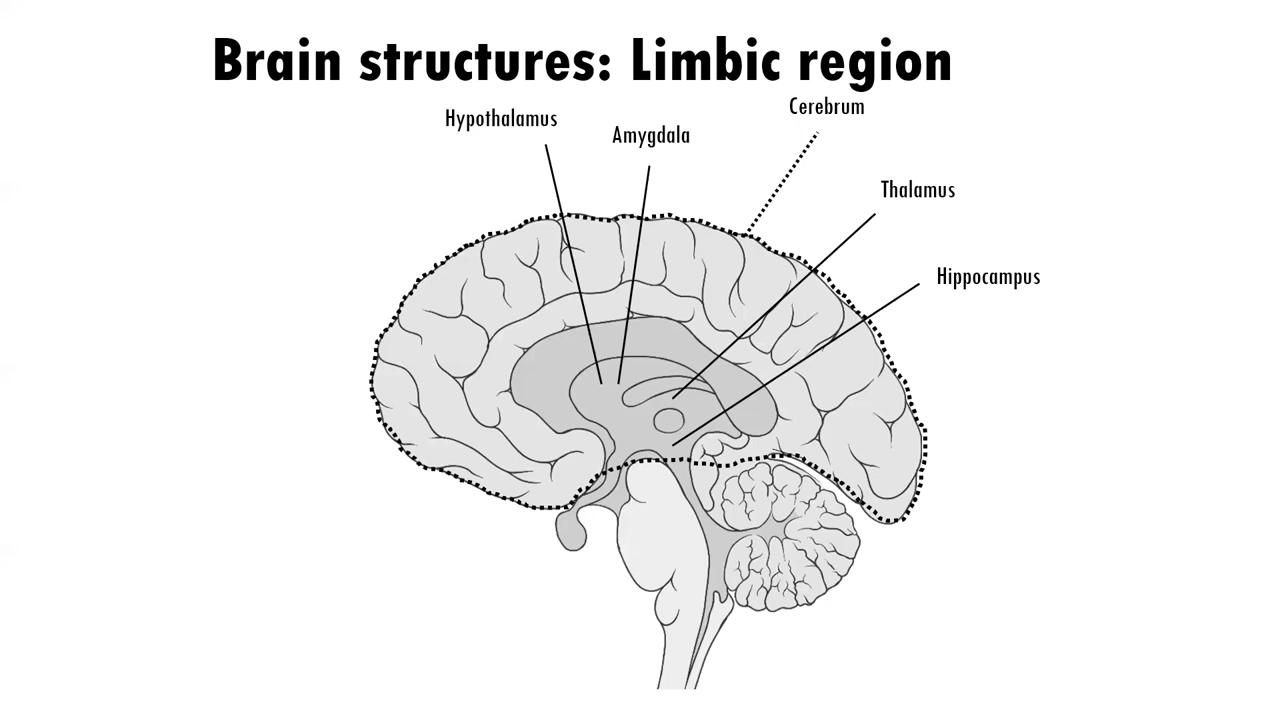 Brain structures: Limbic region
Cerebrum
Hypothalamus
Amygdala
Thalamus
Hippocampus